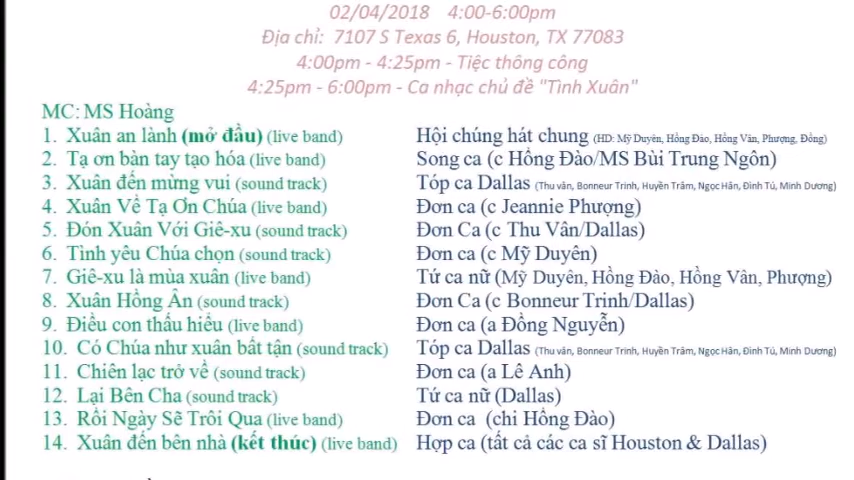 02/04/2018 4:00-6:00pm
Địa chỉ: 7107 S Texas 6, Houston, TX 77083
4:00pm - 4:25pm - Tiệc thông công
4:25pm - 6:00pm - Ca nhạc chủ đề "Tình Xuân"
MC: MS Hoàng
1. Xuân an lành (mở đầu) (live band) Hội chúng hát chung (HD: Mỹ Duyên, Hồng Đào, Hồng Vân, Phượng, Đồng)
2. Tạ ơn bàn tay tạo hóa (live band) Song ca (c Hồng Đào/MS Bùi Trung Ngôn)
3. Xuân đến mừng vui (sound track) Tóp ca Dallas (Thu vân, Bonneur Trinh, Huyền Trâm, Ngọc Hân, Đình Tú, Minh Dương)
4. Xuân Về Tạ Ơn Chúa (live band) Đơn ca (c Jeannie Phượng)
5. Đón Xuân Với Giê-xu (sound track) Đơn Ca (c Thu Vân/Dallas)
6. Tình yêu Chúa chọn (sound track) Đơn ca (c Mỹ Duyên)
7. Giê-xu là mùa xuân (live band) Tứ ca nữ (Mỹ Duyên, Hồng Đào, Hồng Vân, Phượng)
8. Xuân Hồng Ân (sound track) Đơn Ca (c Bonneur Trinh/Dallas)
9. Điều con thấu hiểu (live band) Đơn ca (a Đồng Nguyễn)
10. Có Chúa như xuân bất tận (sound track) Tóp ca Dallas (Thu vân, Bonneur Trinh, Huyền Trâm, Ngọc Hân, Đình Tú, Minh Dương)
11. Chiên lạc trở về (sound track) Đơn ca (a Lê Anh)
12. Lại Bên Cha (sound track) Tứ ca nữ (Dallas)
13. Rồi Ngày Sẽ Trôi Qua (live band) Đơn ca (chi Hồng Đào)
14. Xuân đến bên nhà (kết thúc) (live band) Hợp ca (tất cả các ca sĩ Houston & Dallas)